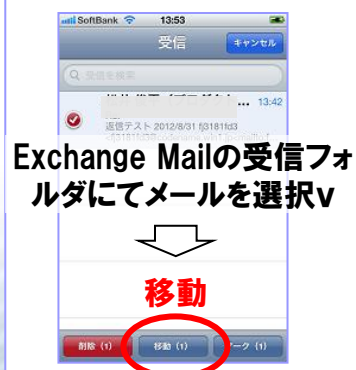 SoftBank 13:53
受信 キャンセル
受信を検索
... 13:42
返信テスト 2012/8/31 fj3181fd3
Exchange Mailの受信フォ
ルダにてメールを選択v
移動
削除 (1) 移動 (1) マーク (1)